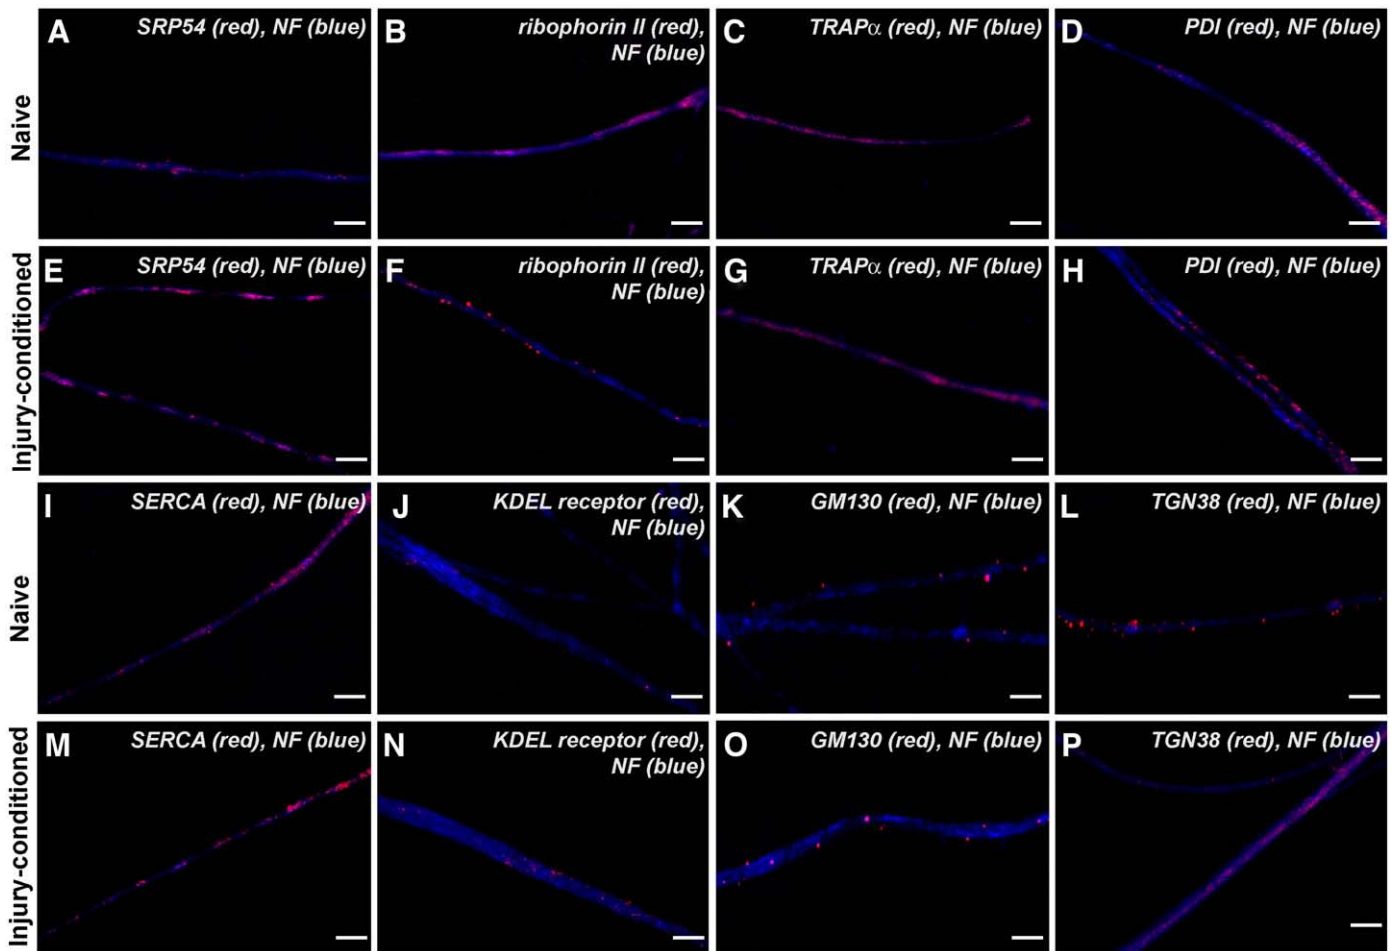 Naive
A
SRP54 (red), NF (blue)
B
ribophorin II (red),
NF (blue)
C
TRAPα (red), NF (blue)
D
PDI (red), NF (blue)
Injury-conditioned
E
SRP54 (red), NF (blue)
F
ribophorin II (red),
NF (blue)
G
TRAPα (red), NF (blue)
H
PDI (red), NF (blue)
Naive
I
SERCA (red), NF (blue)
J
KDEL receptor (red),
NF (blue)
K
GM130 (red), NF (blue)
L
TGN38 (red), NF (blue)
Injury-conditioned
M
SERCA (red), NF (blue)
N
KDEL receptor (red),
NF (blue)
O
GM130 (red), NF (blue)
P
TGN38 (red), NF (blue)